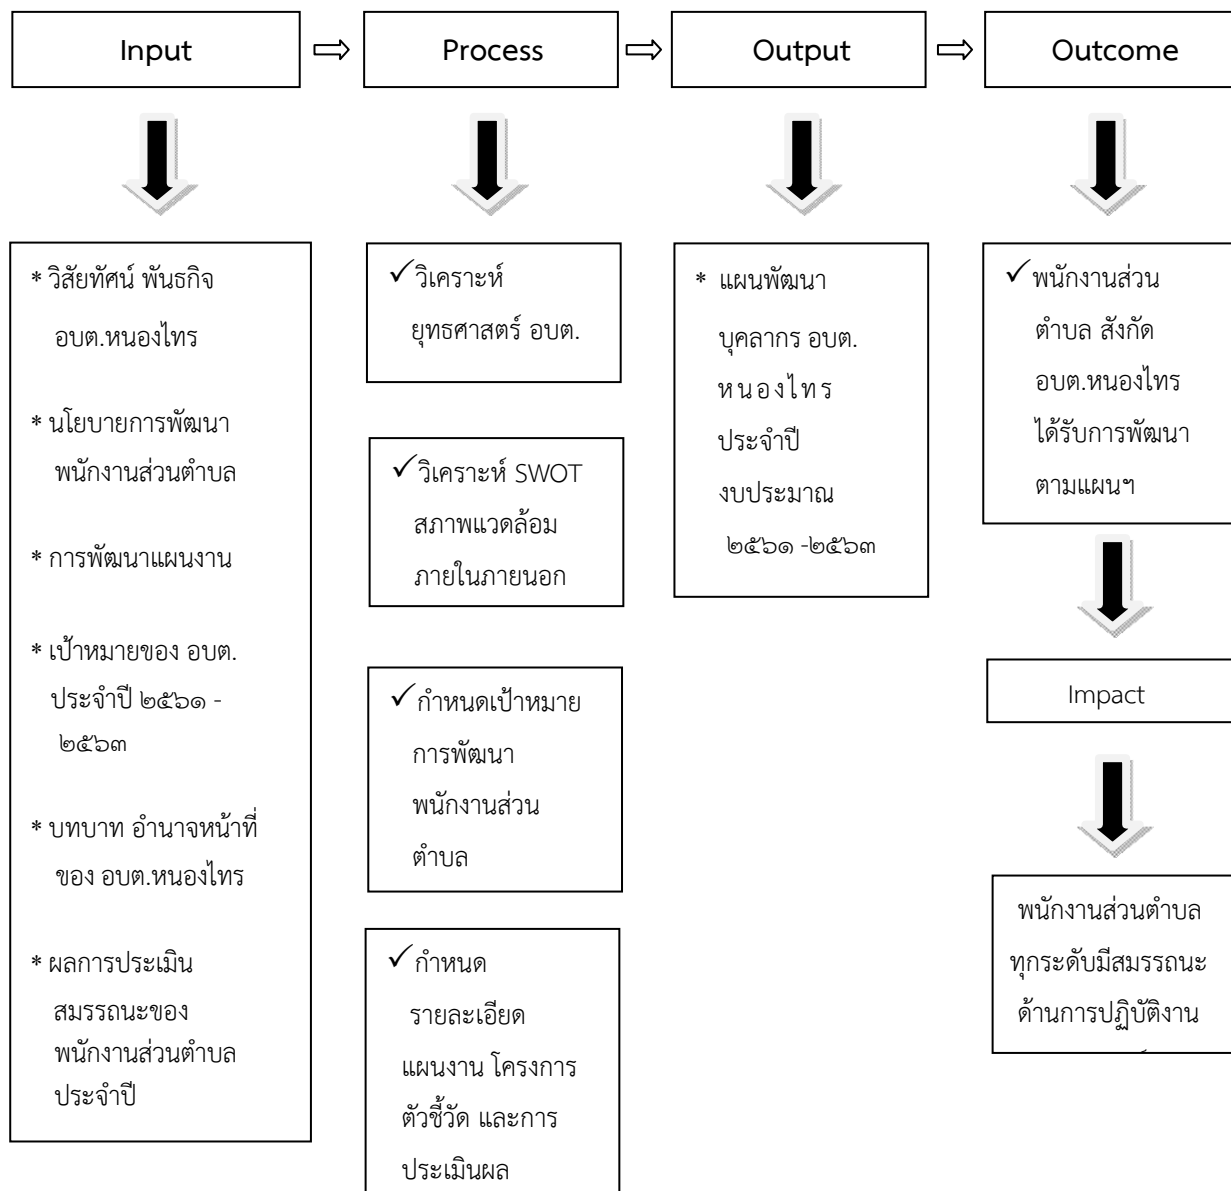 Input
Process
Output
Outcome
* วิสัยทัศน์ พันธกิจ
อบต.หนองไทร
* นโยบายการพัฒนา
พนักงานส่วนตำบล
* การพัฒนาแผนงาน
* เป้าหมายของ อบต.
ประจำปี ๒๕๖๑ -
๒๕๖๓
* บทบาท อำนาจหน้าที่
ของ อบต.หนองไทร
* ผลการประเมิน
สมรรถนะของ
พนักงานส่วนตำบล
ประจำปี
✓วิเคราะห์
ยุทธศาสตร์ อบต.
✓วิเคราะห์ SWOT
สภาพแวดล้อม
ภายในภายนอก
✓กำหนดเป้าหมาย
การพัฒนา
พนักงานส่วน
ตำบล
✓กำหนด
รายละเอียด
แผนงาน โครงการ
ตัวชี้วัด และการ
ประเมินผล
* แผนพัฒนา
บุคลากร อบต.
หนองไทร
ประจำปี
งบประมาณ
๒๕๖๑ -๒๕๖๓
✓พนักงานส่วน
ตำบล สังกัด
อบต.หนองไทร
ได้รับการพัฒนา
ตามแผนฯ
Impact
พนักงานส่วนตำบล
ทุกระดับมีสมรรถนะ
ด้านการปฏิบัติงาน